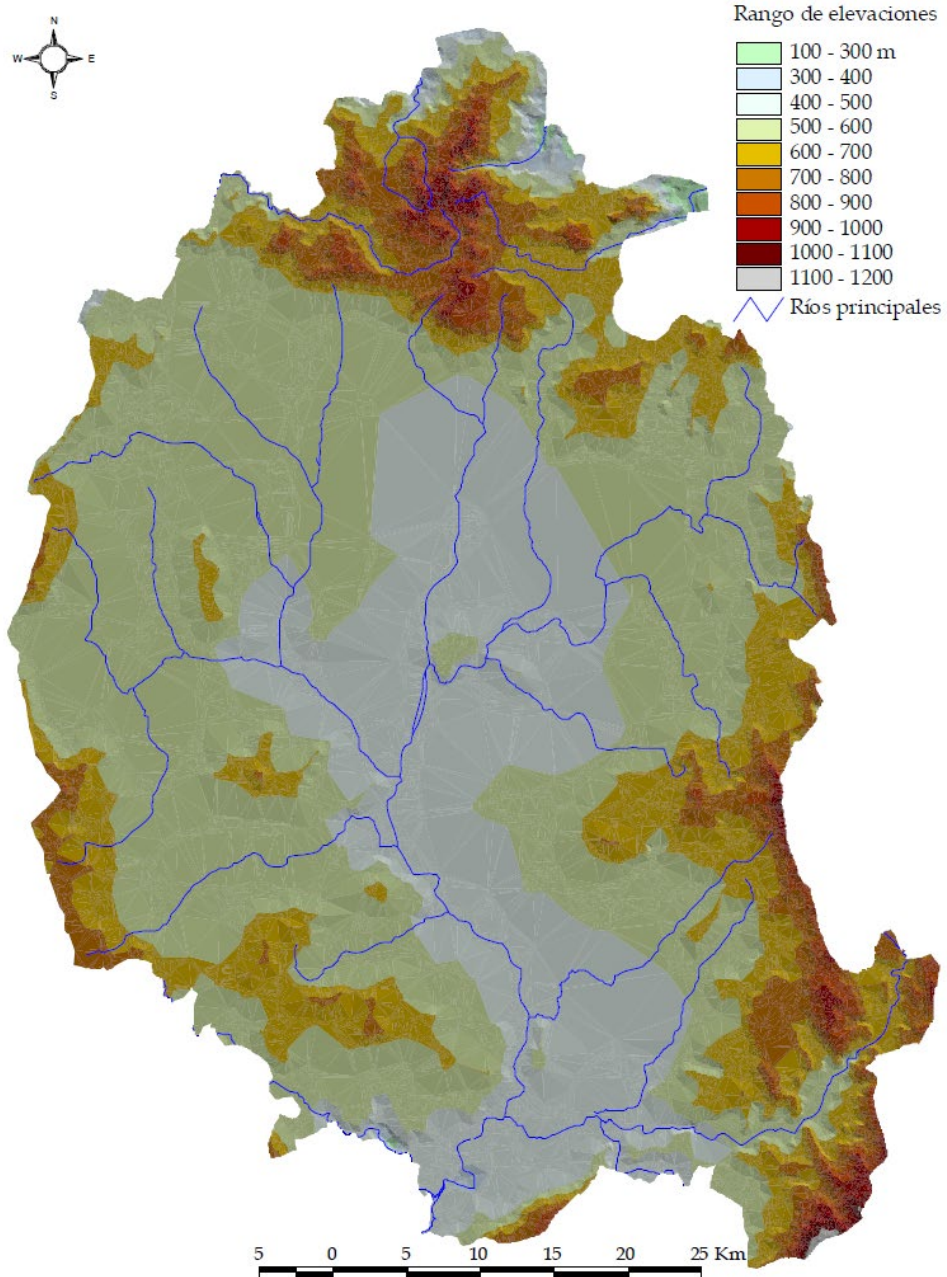 N
W E
S
Rango de elevaciones
100 - 300 m
300 - 400
400 - 500
500 - 600
600 - 700
700 - 800
800 - 900
900 - 1000
1000 - 1100
1100 - 1200
Ríos principales
5 0 5 10 15 20 25 Km